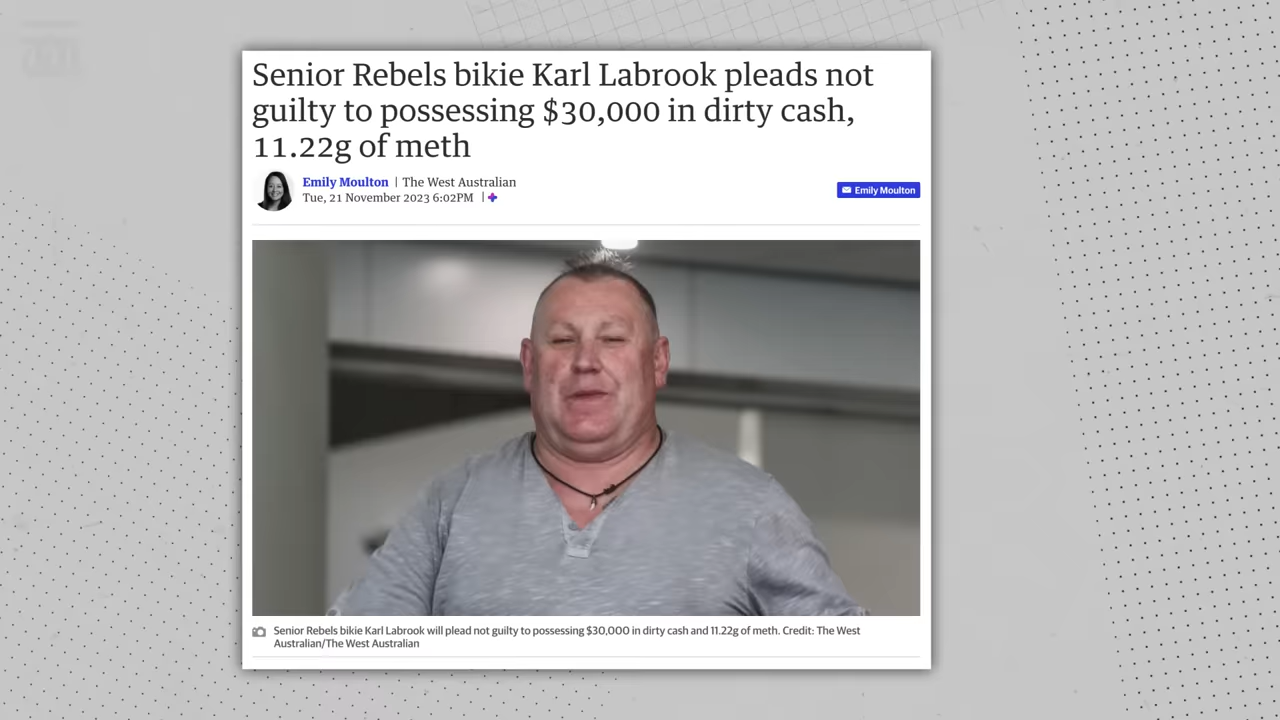 Senior Rebels bikie Karl Labrook pleads not
guilty to possessing $30,000 in dirty cash,
11.22g of meth
Emily Moulton | The West Australian
Tue, 21 November 2023 6:02PM |
Emily Moulton
Senior Rebels bikie Karl Labrook will plead not guilty to possessing $30,000 in dirty cash and 11.22g of meth. Credit: The West
Australian/The West Australian